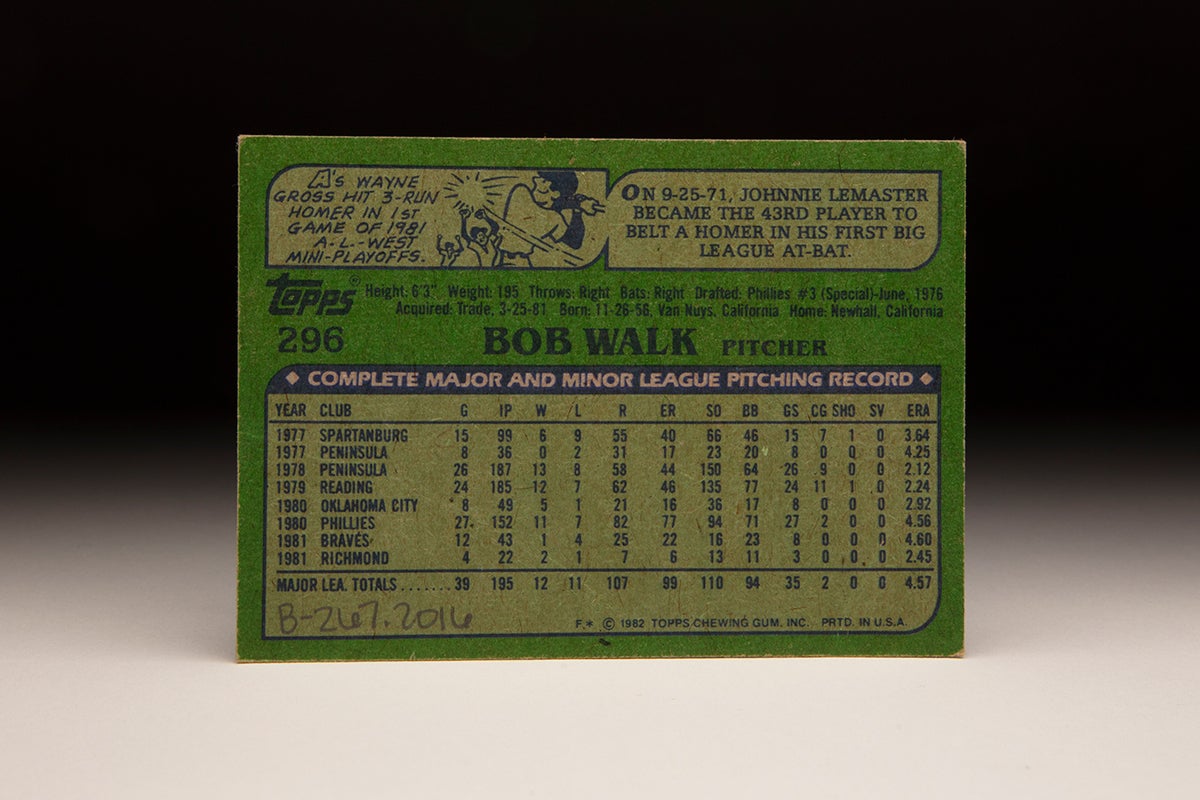 A's WAYNE
GROSS HIT 3-RUN
HOMER IN 1ST
GAME OF 1981
A.L.-WEST
MINI-PLAYOFFS.
ON 9-25-71, JOHNNIE LEMASTER
BECAME THE 43RD PLAYER TO
BELT A HOMER IN HIS FIRST BIG
LEAGUE AT-BAT.
Topps® Height: 6'3" Weight: 195 Throws: Right Bats: Right Drafted: Phillies #3 (Special)-June, 1976
Acquired: Trade, 3-25-81 Born: 11-26-56, Van Nuys, California Home: Newhall, California
296 BOB WALK PITCHER
◆ COMPLETE MAJOR AND MINOR LEAGUE PITCHING RECORD ◆
YEAR CLUB G IP W L R ER SO BB GS CG SHO SV ERA
1977 SPARTANBURG 15 99 6 9 55 40 66 46 15 7 1 0 3.64
1977 PENINSULA 8 36 0 2 31 17 23 20 8 0 0 0 4.25
1978 PENINSULA 26 187 13 8 58 44 150 64 26 9 0 0 2.12
1979 READING 24 185 12 7 62 46 135 77 24 11 1 0 2.24
1980 OKLAHOMA CITY 8 49 5 1 21 16 36 17 8 0 0 0 2.92
1980 PHILLIES 27 152 11 7 82 77 94 71 27 2 0 0 4.56
1981 BRAVES 12 43 1 4 25 22 16 23 8 0 0 0 4.60
1981 RICHMOND 4 22 2 1 7 6 13 11 3 0 0 0 2.45
MAJOR LEA. TOTALS....... 39 195 12 11 107 99 110 94 35 2 0 0 4.57
B-267.2016
F.* © 1982 TOPPS CHEWING GUM, INC. PRTD. IN U.S.A.